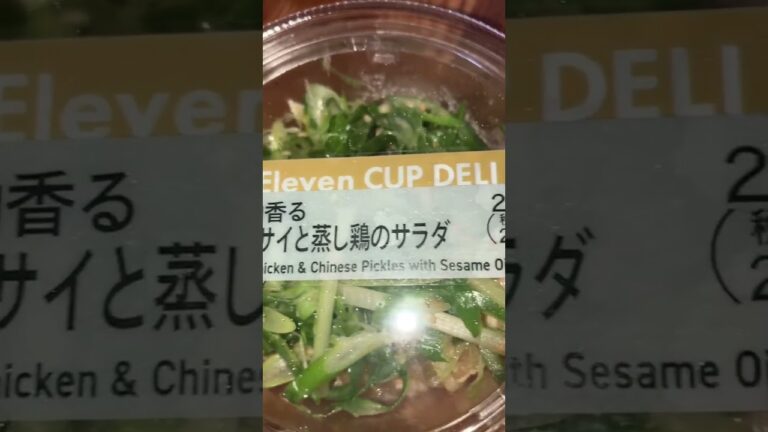 Eleven CUP DELI
香る
サイと蒸し鶏のサラダ
hicken & Chinese Pickles with Sesame Oi